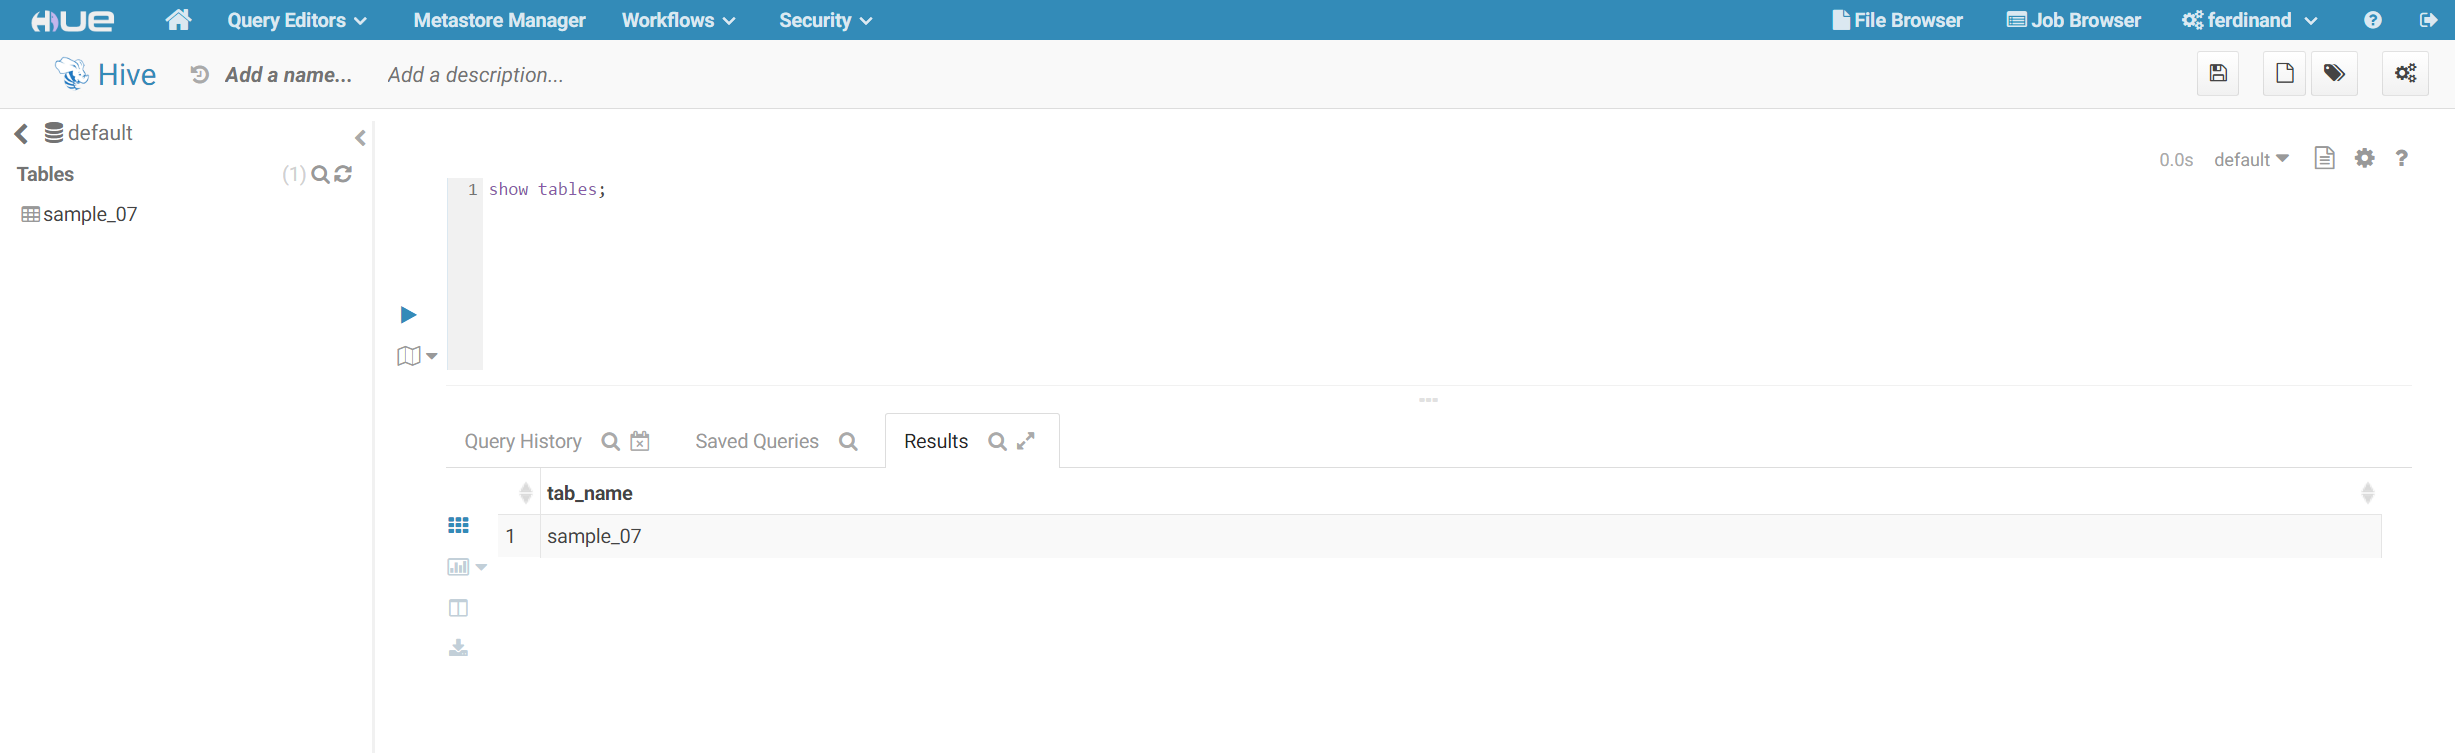 HUE Query Editors Metastore Manager Workflows Security File Browser Job Browser ferdinand
Hive Add a name... Add a description...
default
Tables (1)
sample_07
0.0s default ?
1 show tables;
Query History Saved Queries Results
tab_name
1 sample_07